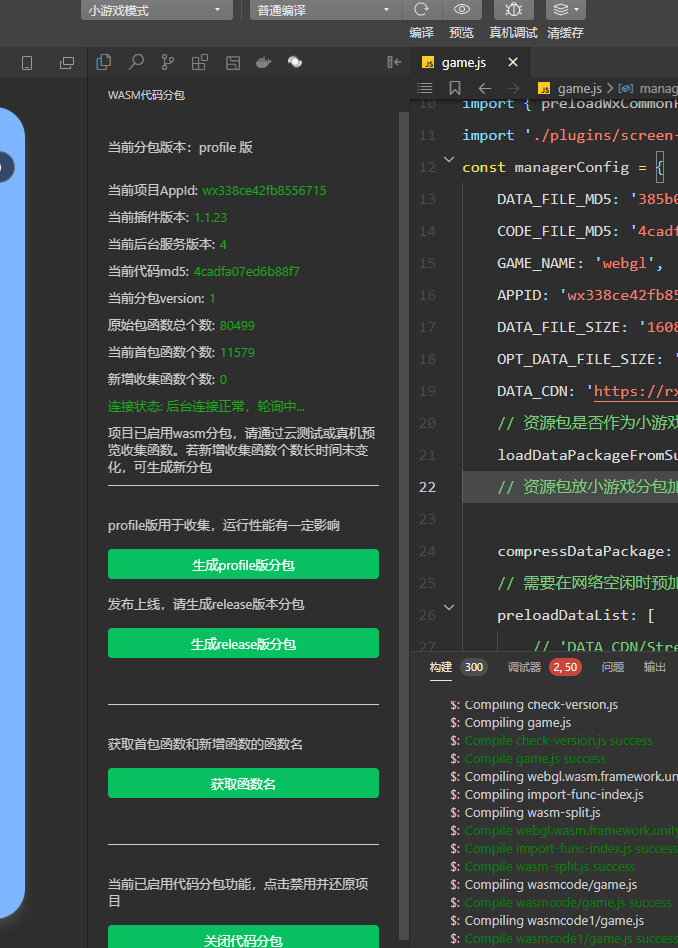 小游戏模式
普通编译
编译
预览
真机调试
清缓存
game.js
WASM代码分包
当前分包版本：profile 版
当前项目AppId: wx338ce42fb8556715
当前插件版本: 1.1.23
当前后台服务版本: 4
当前代码md5: 4cadfa07ed6b88f7
当前分包version: 1
原始包函数总个数: 80499
当前首包函数个数: 11579
新增收集函数个数: 0
连接状态: 后台连接正常，轮询中...
项目已启用wasm分包，请通过云测试或真机预
览收集函数。若新增收集函数个数长时间未变
化，可生成新分包
profile版用于收集，运行性能有一定影响
生成profile版分包
发布上线，请生成release版本分包
生成release版分包
获取首包函数和新增函数的函数名
获取函数名
当前已启用代码分包功能，点击禁用并还原项
目
关闭代码分包
game.js > manag
10 import { preloadWxCommonF
11 import './plugins/screen-
12 const managerConfig = {
13 DATA_FILE_MD5: '385b0
14 CODE_FILE_MD5: '4cadf
15 GAME_NAME: 'webgl',
16 APPID: 'wx338ce42fb85
17 DATA_FILE_SIZE: '1608
18 OPT_DATA_FILE_SIZE: '
19 DATA_CDN: 'https://rx
20 // 资源包是否作为小游戏
21 loadDataPackageFromSu
22 // 资源包放小游戏分包加
23
24 compressDataPackage:
25 // 需要在网络空闲时预加
26 preloadDataList: [
27 // 'DATA_CDN/Stre
构建 300 调试器 2, 50 问题 输出
$: Compiling check-version.js
$: Compiling game.js
$: Compile check-version.js success
$: Compile game.js success
$: Compiling webgl.wasm.framework.un
$: Compiling import-func-index.js
$: Compiling wasm-split.js
$: Compile webgl.wasm.framework.unity
$: Compile import-func-index.js success
$: Compile wasm-split.js success
$: Compiling wasmcode/game.js
$: Compile wasmcode/game.js success
$: Compiling wasmcode1/game.js
$: Compile wasmcode1/game.js success